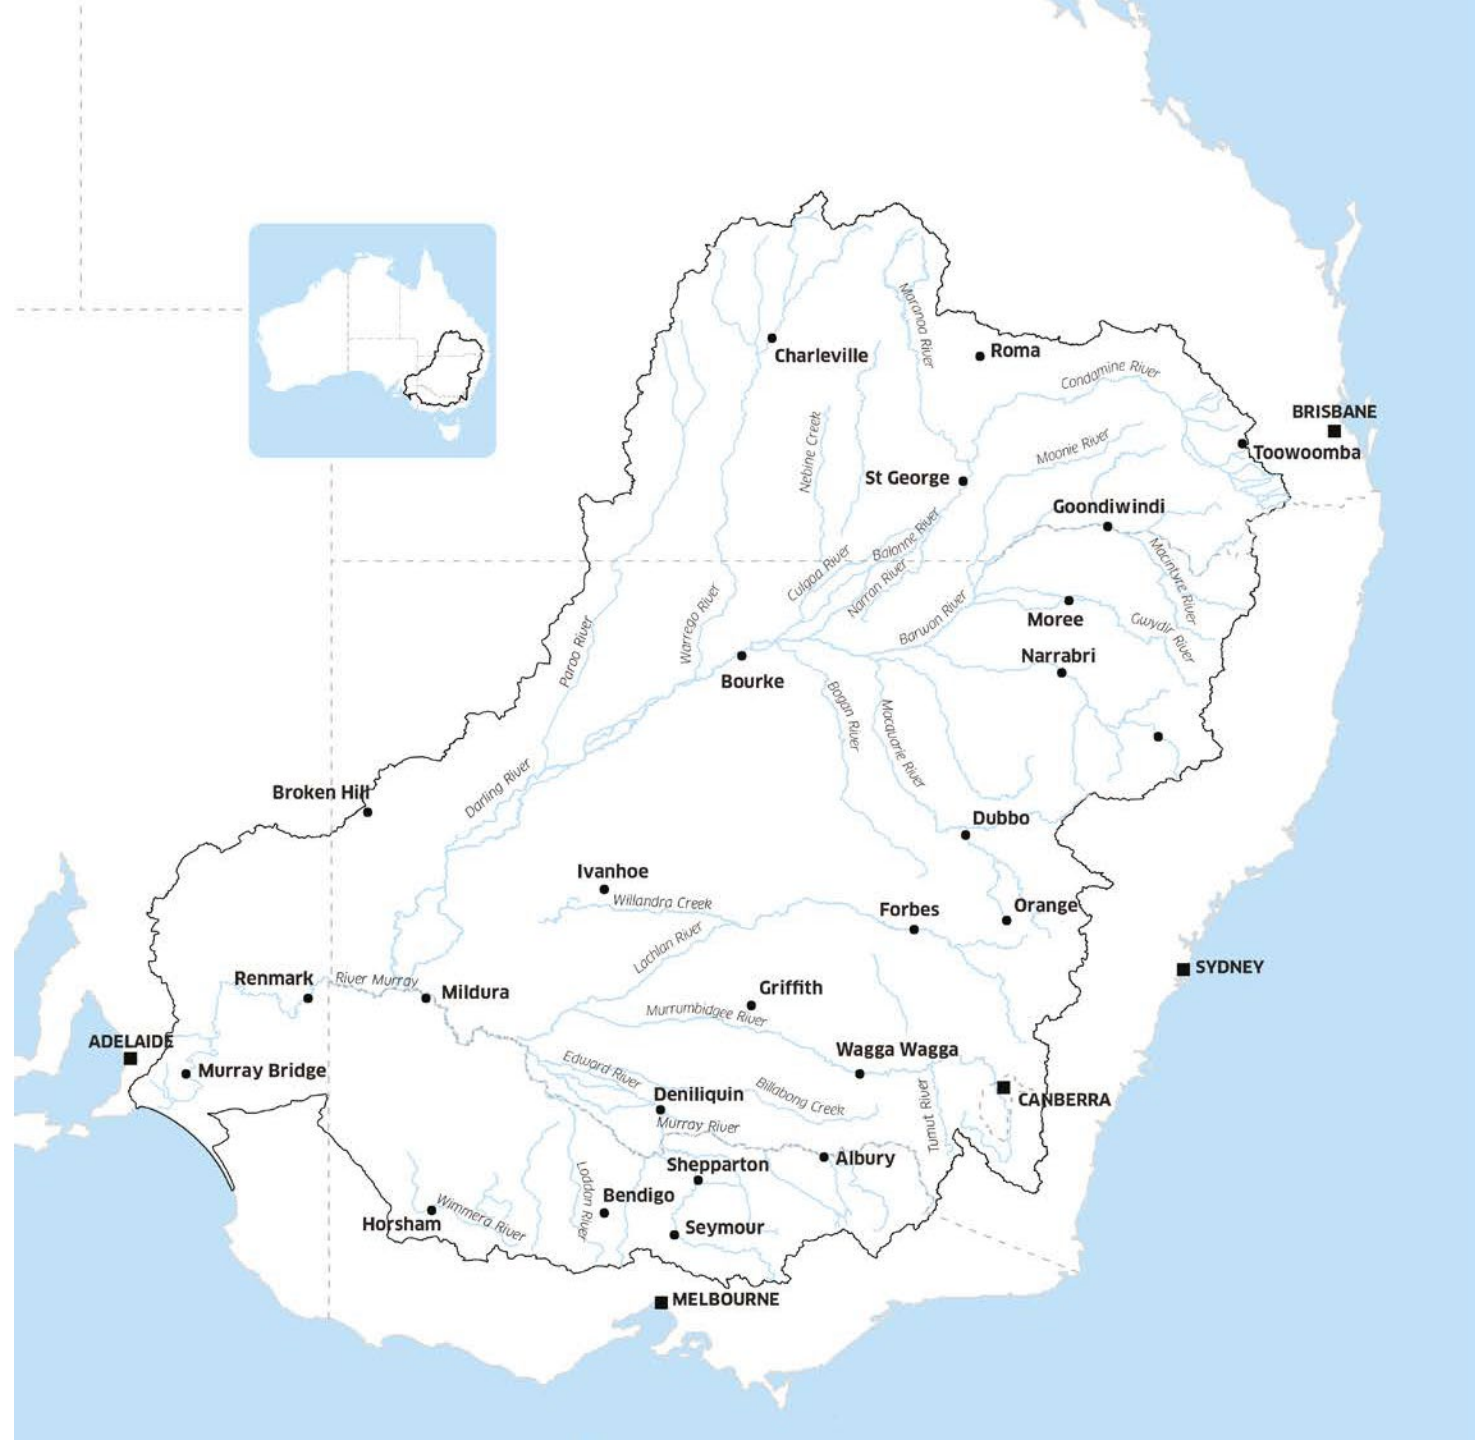 Maranoa River
Charleville
Roma
Condamine River
BRISBANE
Toowoomba
Nebine Creek
Moonie River
St George
Goondiwindi
Balonne River
Culgoa River
Narran River
Macintyre River
Warrego River
Paroo River
Barwon River
Moree
Gwydir River
Narrabri
Bourke
Bogan River
Macquarie River
Darling River
Broken Hill
Dubbo
Ivanhoe
Willandra Creek
Forbes
Orange
Lachlan River
SYDNEY
Renmark
River Murray
Mildura
Griffith
Murrumbidgee River
ADELAIDE
Murray Bridge
Wagga Wagga
Edward River
Deniliquin
Billabong Creek
Tumut River
CANBERRA
Murray River
Albury
Shepparton
Loddon River
Bendigo
Wimmera River
Horsham
Seymour
MELBOURNE